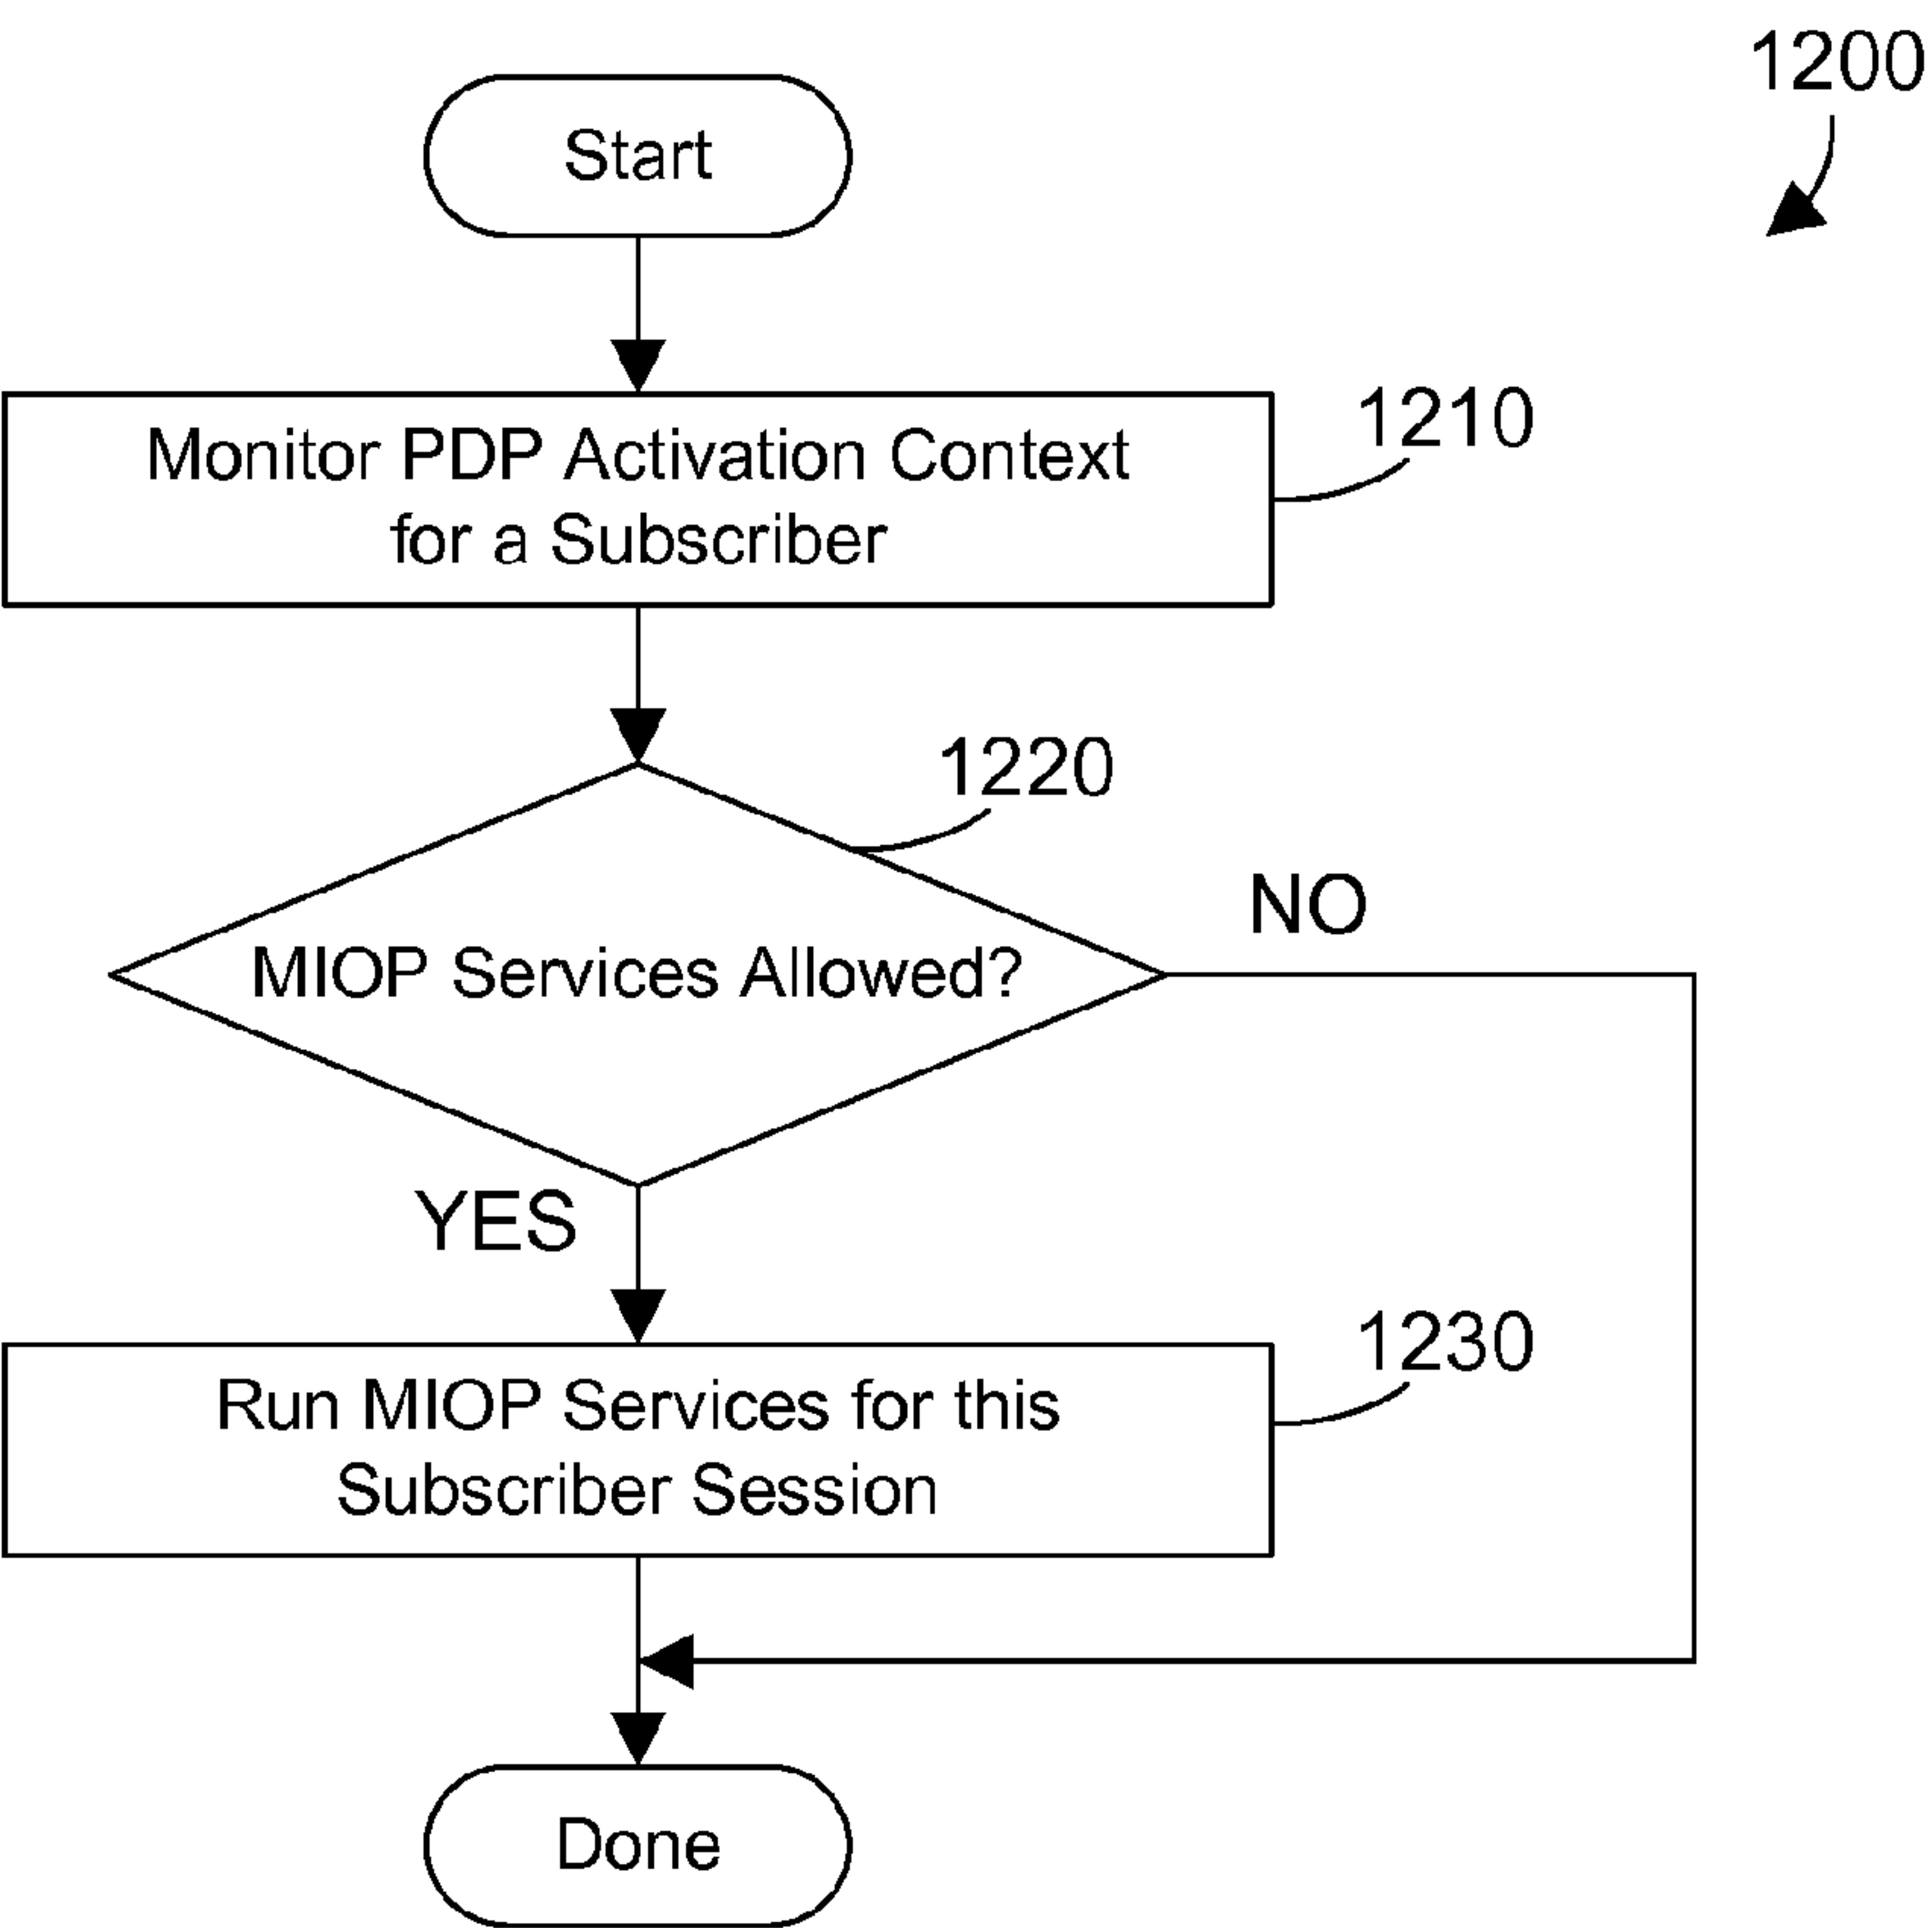 1200
Start
Monitor PDP Activation Context
for a Subscriber
1210
1220
MIOP Services Allowed?
NO
YES
Run MIOP Services for this
Subscriber Session
1230
Done